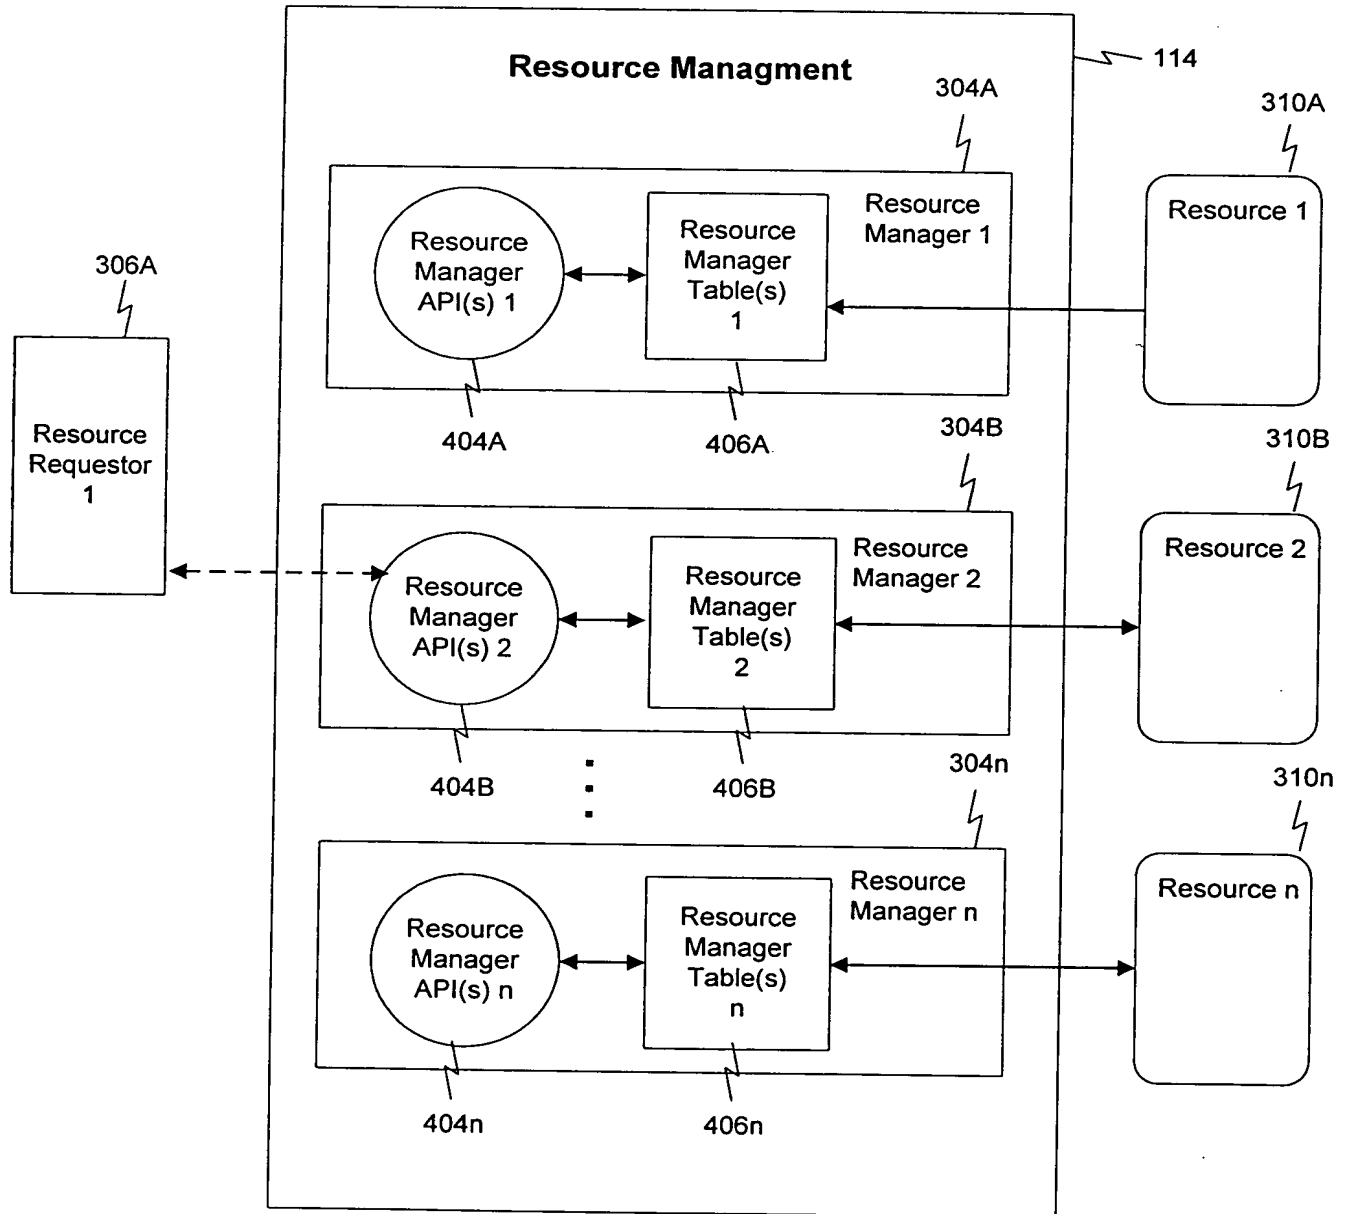 Resource Managment
114
304A
310A
Resource
Manager 1
Resource 1
Resource
Manager
API(s) 1
Resource
Manager
Table(s)
1
306A
Resource
Requestor
1
404A
406A
304B
310B
Resource
Manager 2
Resource 2
Resource
Manager
API(s) 2
Resource
Manager
Table(s)
2
404B
406B
304n
310n
Resource
Manager n
Resource n
Resource
Manager
API(s) n
Resource
Manager
Table(s)
n
404n
406n